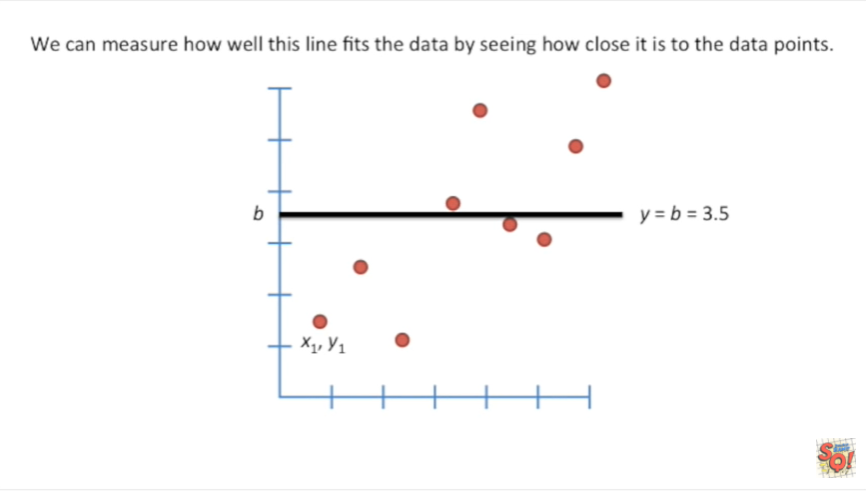 We can measure how well this line fits the data by seeing how close it is to the data points.
b
y = b = 3.5
x₁, y₁
SQ!